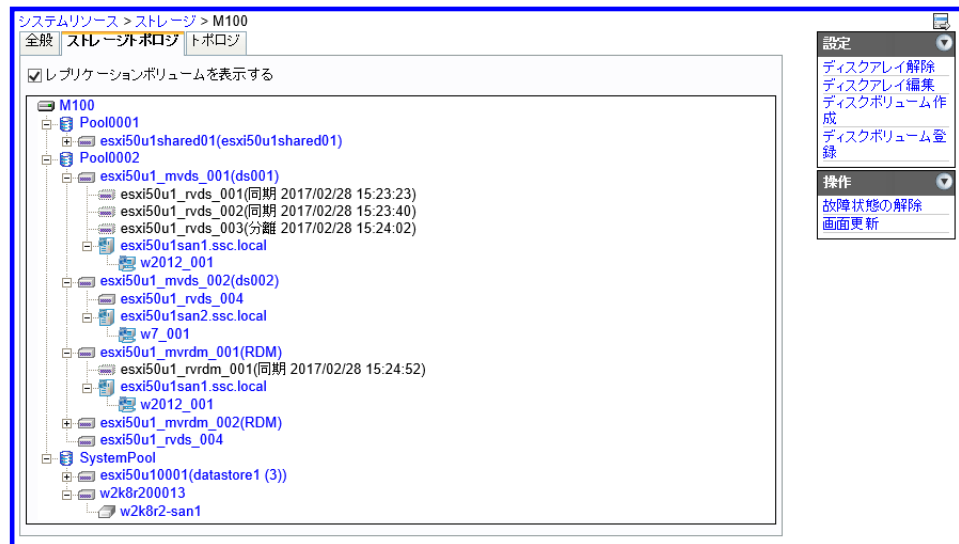 システムリソース > ストレージ > M100
全般 ストレージトポロジ トポロジ
レプリケーションボリュームを表示する
M100
Pool0001
esxi50u1shared01(esxi50u1shared01)
Pool0002
esxi50u1_mvds_001(ds001)
esxi50u1_rvds_001(同期 2017/02/28 15:23:23)
esxi50u1_rvds_002(同期 2017/02/28 15:23:40)
esxi50u1_rvds_003(分離 2017/02/28 15:24:02)
esxi50u1san1.ssc.local
w2012_001
esxi50u1_mvds_002(ds002)
esxi50u1_rvds_004
esxi50u1san2.ssc.local
w7_001
esxi50u1_mvrdm_001(RDM)
esxi50u1_rvrdm_001(同期 2017/02/28 15:24:52)
esxi50u1san1.ssc.local
w2012_001
esxi50u1_mvrdm_002(RDM)
esxi50u1_rvds_004
SystemPool
esxi50u10001(datastore1 (3))
w2k8r200013
w2k8r2-san1
設定
ディスクアレイ解除
ディスクアレイ編集
ディスクボリューム作
成
ディスクボリューム登
録
操作
故障状態の解除
画面更新